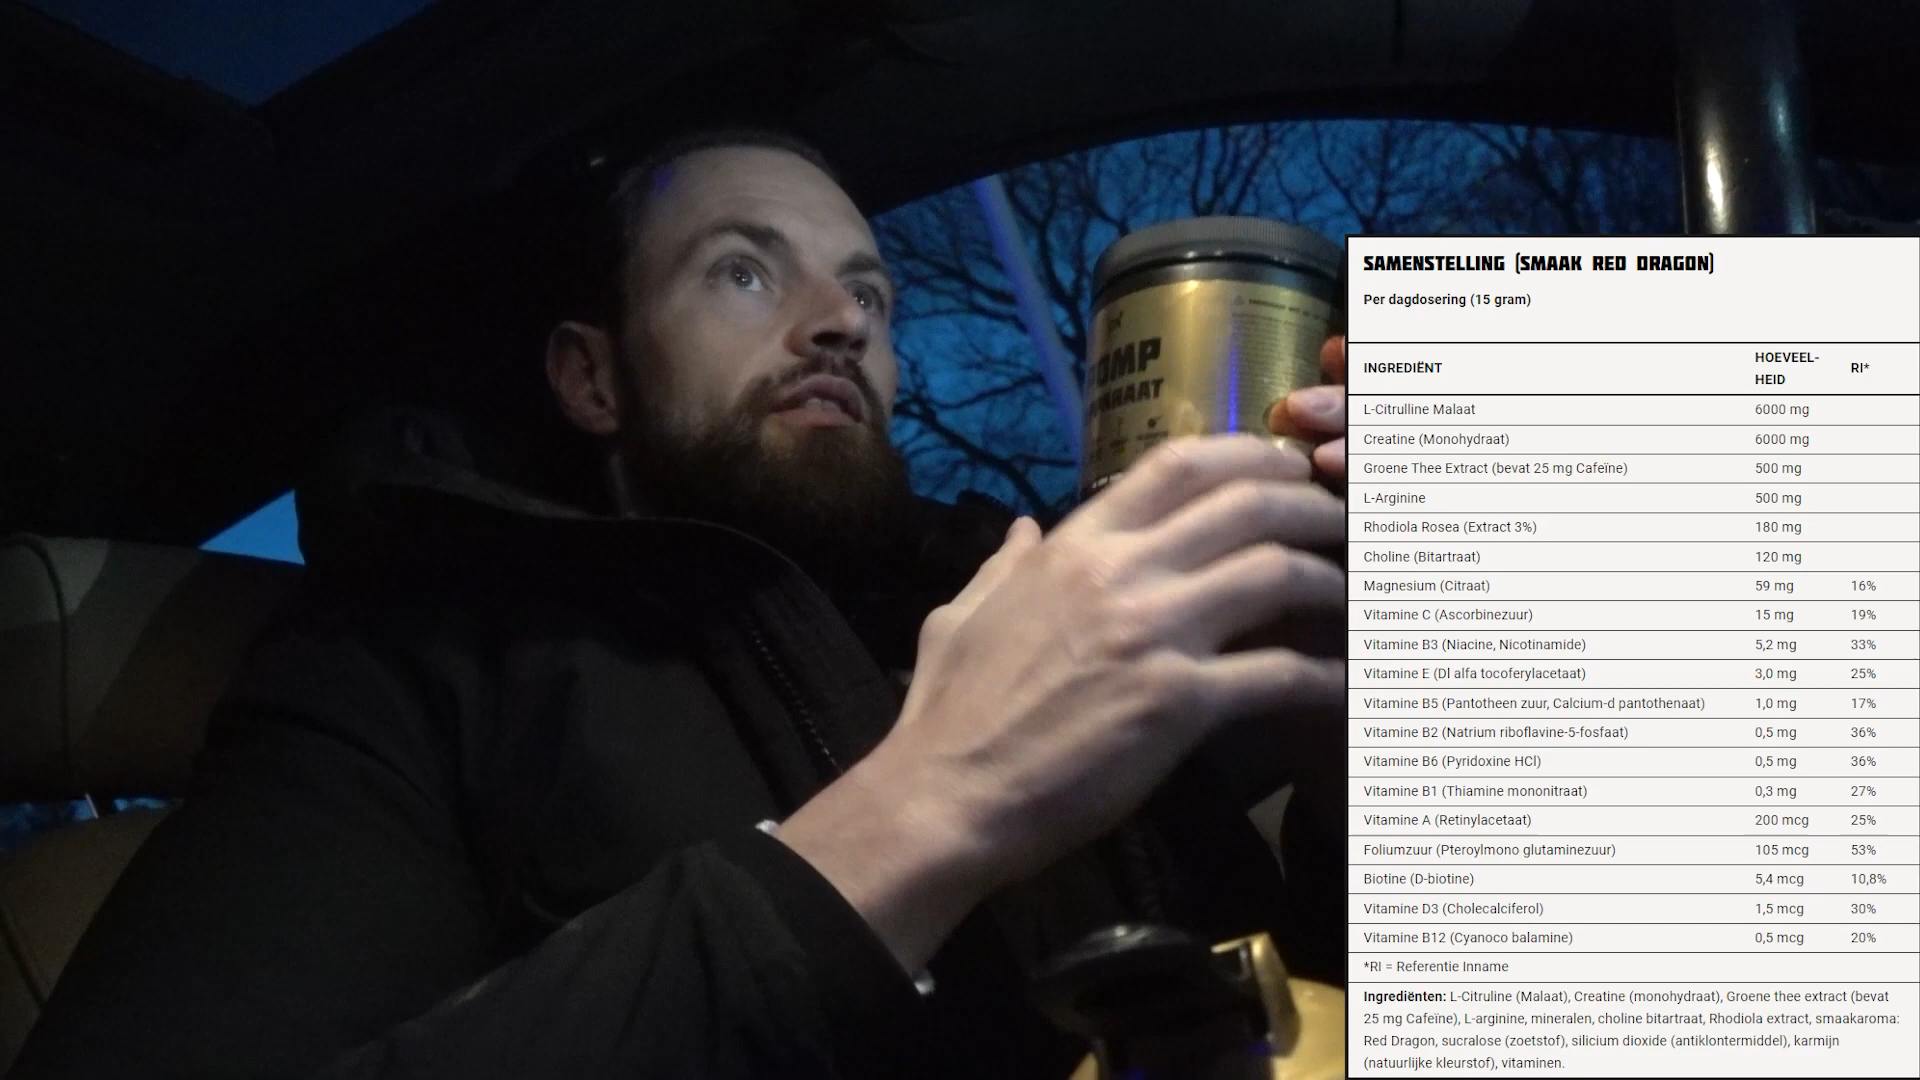 OMP
RAAT
SAMENSTELLING (SMAAK RED DRAGON)
Per dagdosering (15 gram)
INGREDIËNT HOEVEEL-HEID RI*
L-Citrulline Malaat 6000 mg
Creatine (Monohydraat) 6000 mg
Groene Thee Extract (bevat 25 mg Cafeïne) 500 mg
L-Arginine 500 mg
Rhodiola Rosea (Extract 3%) 180 mg
Choline (Bitartraat) 120 mg
Magnesium (Citraat) 59 mg 16%
Vitamine C (Ascorbinezuur) 15 mg 19%
Vitamine B3 (Niacine, Nicotinamide) 5,2 mg 33%
Vitamine E (Dl alfa tocoferylacetaat) 3,0 mg 25%
Vitamine B5 (Pantotheen zuur, Calcium-d pantothenaat) 1,0 mg 17%
Vitamine B2 (Natrium riboflavine-5-fosfaat) 0,5 mg 36%
Vitamine B6 (Pyridoxine HCl) 0,5 mg 36%
Vitamine B1 (Thiamine mononitraat) 0,3 mg 27%
Vitamine A (Retinylacetaat) 200 mcg 25%
Foliumzuur (Pteroylmono glutaminezuur) 105 mcg 53%
Biotine (D-biotine) 5,4 mcg 10,8%
Vitamine D3 (Cholecalciferol) 1,5 mcg 30%
Vitamine B12 (Cyanoco balamine) 0,5 mcg 20%
*RI = Referentie Inname
Ingrediënten: L-Citruline (Malaat), Creatine (monohydraat), Groene thee extract (bevat
25 mg Cafeïne), L-arginine, mineralen, choline bitartraat, Rhodiola extract, smaakaroma:
Red Dragon, sucralose (zoetstof), silicium dioxide (antiklontermiddel), karmijn
(natuurlijke kleurstof), vitaminen.